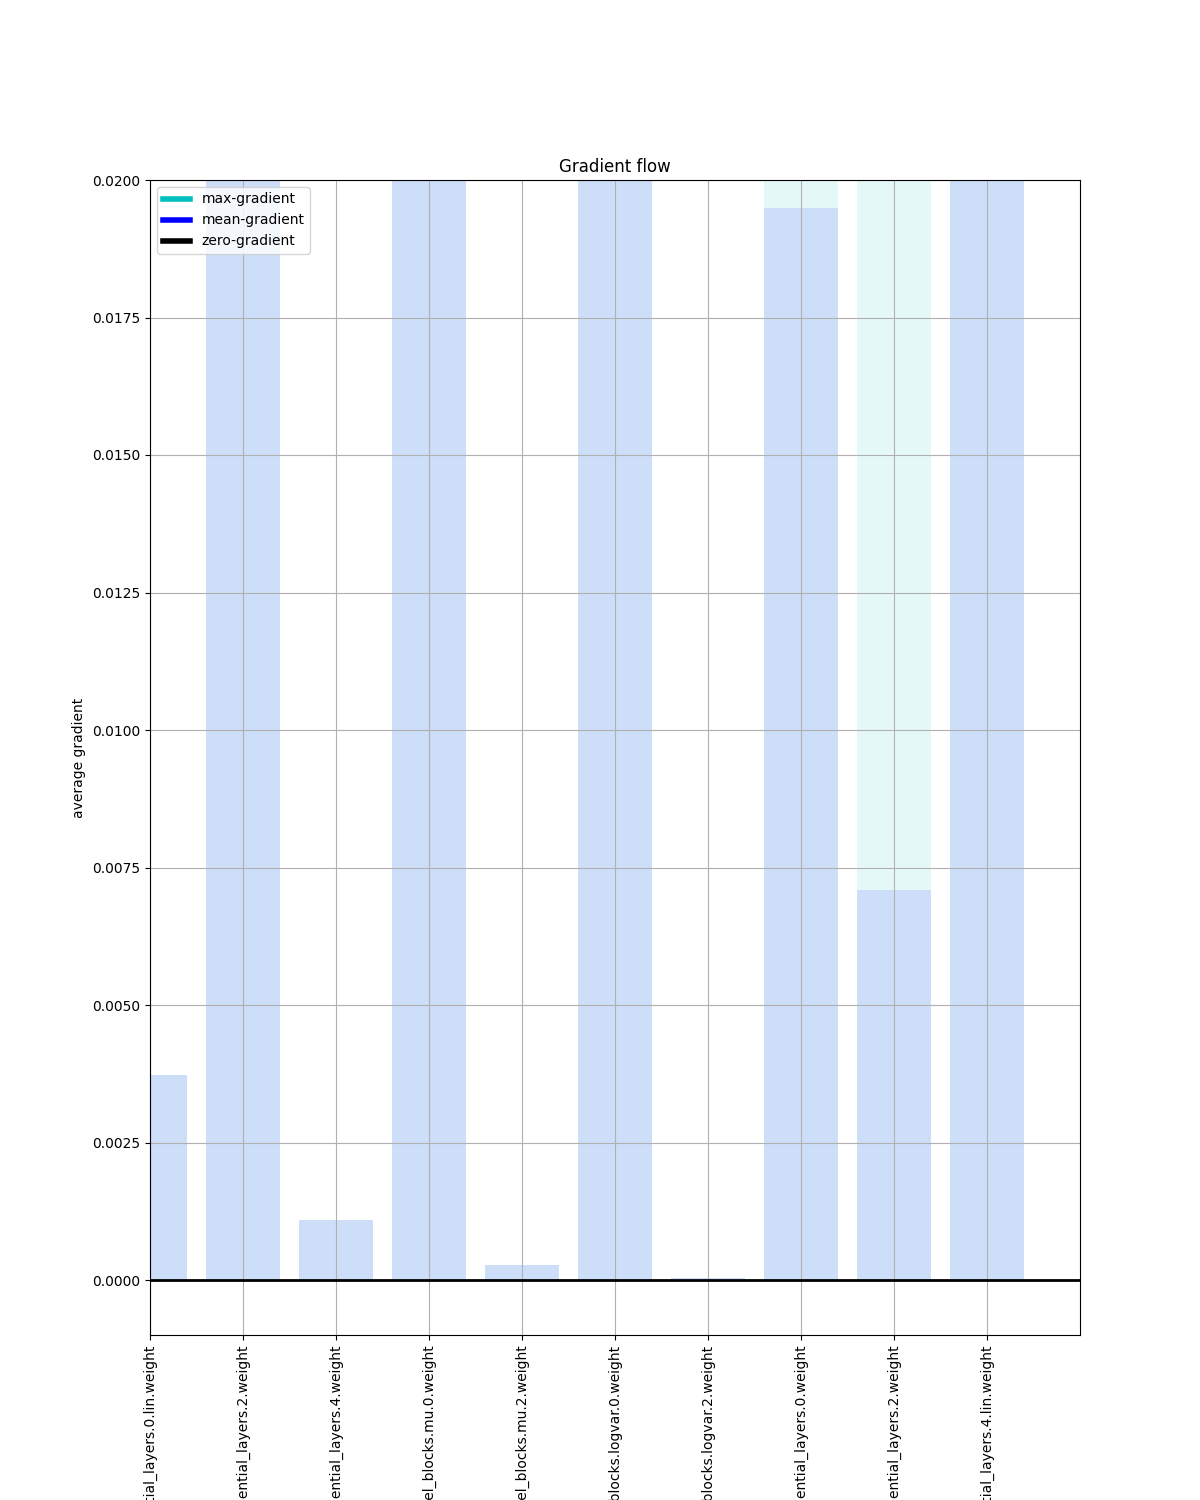 Gradient flow
max-gradient
mean-gradient
zero-gradient
0.0200
0.0175
0.0150
0.0125
0.0100
0.0075
0.0050
0.0025
0.0000
average gradient
tial_layers.0.lin.weight
ential_layers.2.weight
ential_layers.4.weight
el_blocks.mu.0.weight
el_blocks.mu.2.weight
blocks.logvar.0.weight
blocks.logvar.2.weight
ential_layers.0.weight
ential_layers.2.weight
tial_layers.4.lin.weight